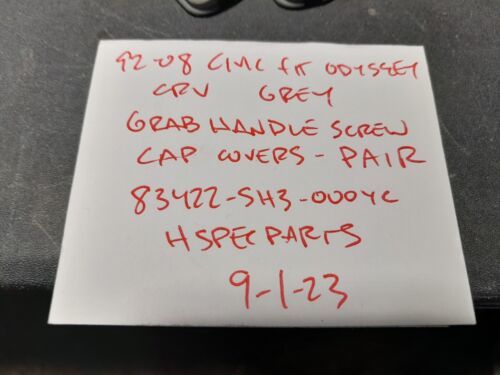 92-08 CIVIC FIT ODYSSEY
CRV GREY
GRAB HANDLE SCREW
CAP COVERS - PAIR
83422-SH3-000YC
HSPECPARTS
9-1-23